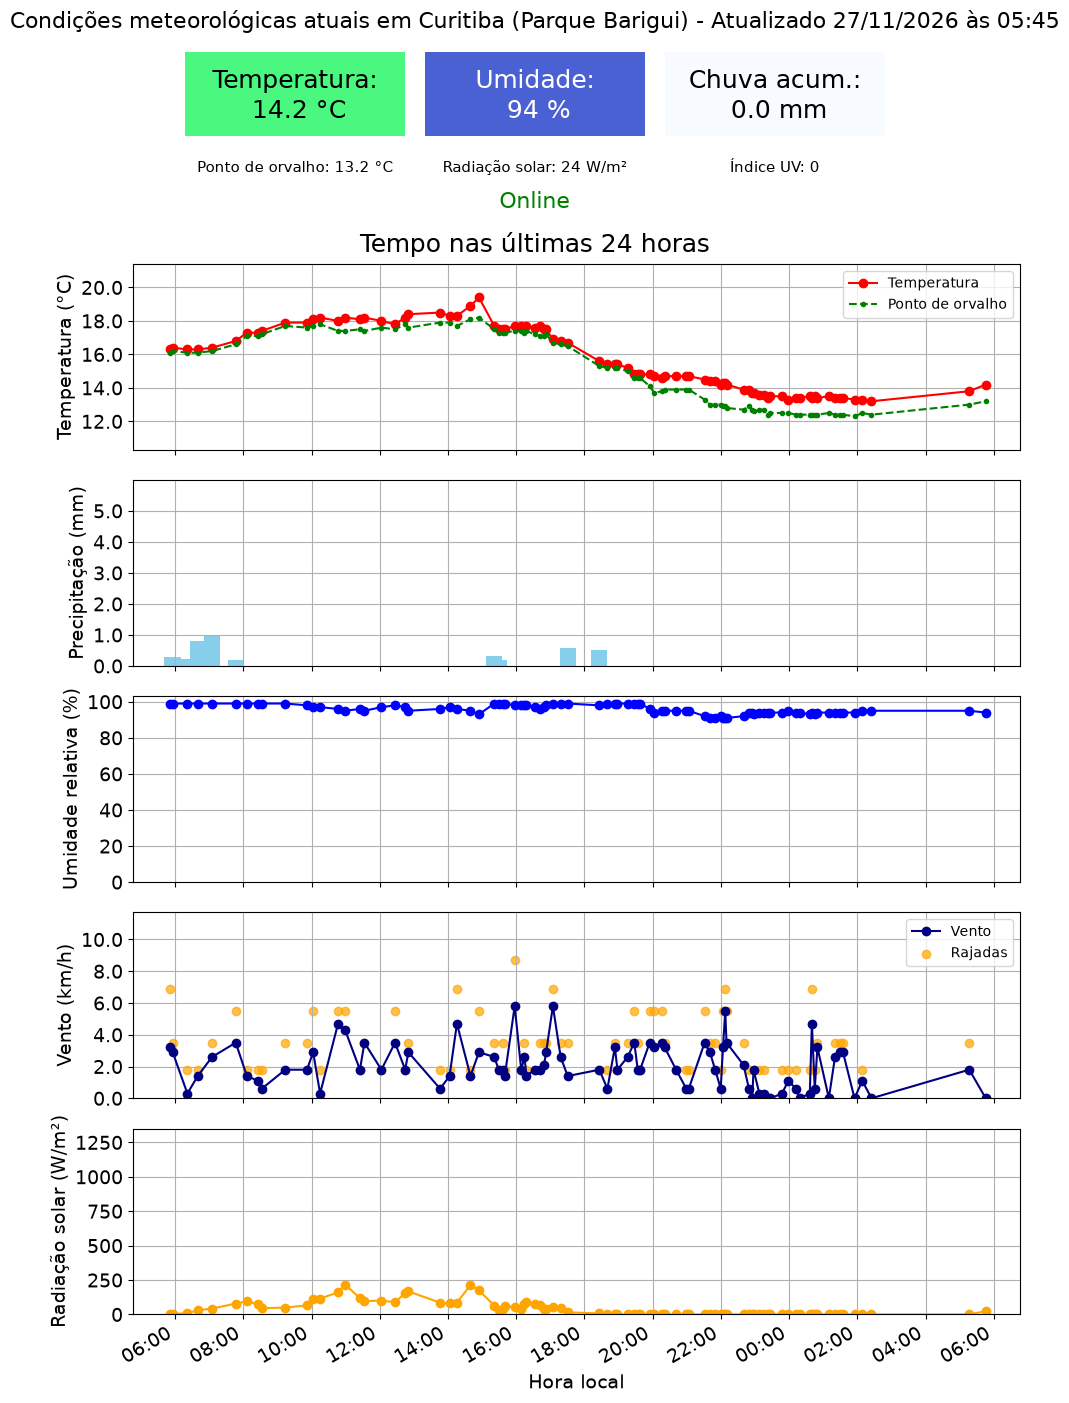 Condições meteorológicas atuais em Curitiba (Parque Barigui) - Atualizado 27/11/2026 às 05:45
Temperatura:
14.2 °C
Umidade:
94 %
Chuva acum.:
0.0 mm
Ponto de orvalho: 13.2 °C
Radiação solar: 24 W/m²
Índice UV: 0
Online
Tempo nas últimas 24 horas
Temperatura (°C)
20.0
18.0
16.0
14.0
12.0
Temperatura
Ponto de orvalho
Precipitação (mm)
5.0
4.0
3.0
2.0
1.0
0.0
Umidade relativa (%)
100
80
60
40
20
0
Vento (km/h)
10.0
8.0
6.0
4.0
2.0
0.0
Vento
Rajadas
Radiação solar (W/m²)
1250
1000
750
500
250
0
06:00
08:00
10:00
12:00
14:00
16:00
18:00
20:00
22:00
00:00
02:00
04:00
06:00
Hora local